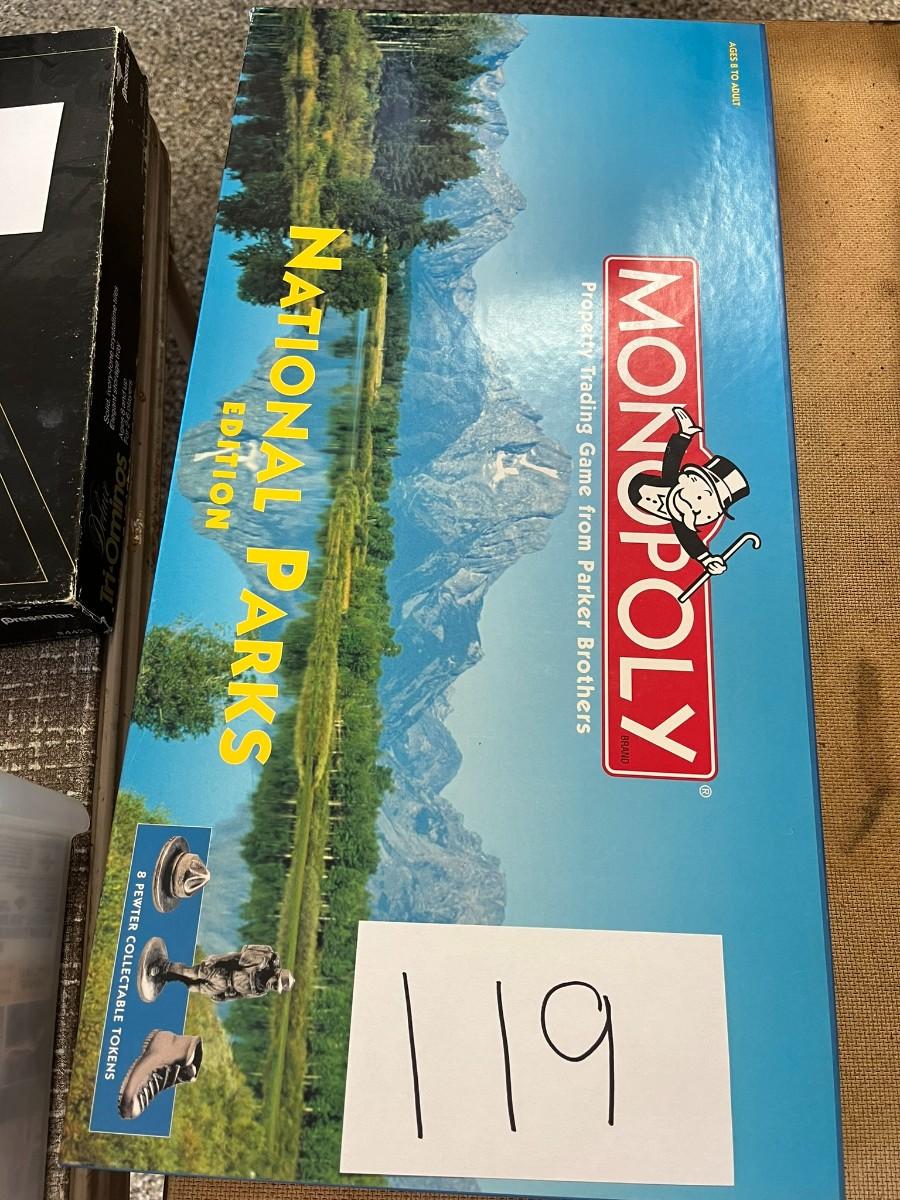 AGES 8 TO ADULT
MONOPOLY
BRAND
®
Property Trading Game from Parker Brothers
NATIONAL PARKS
EDITION
8 PEWTER COLLECTABLE TOKENS
119
Deluxe
Tri-Ominos
pressman